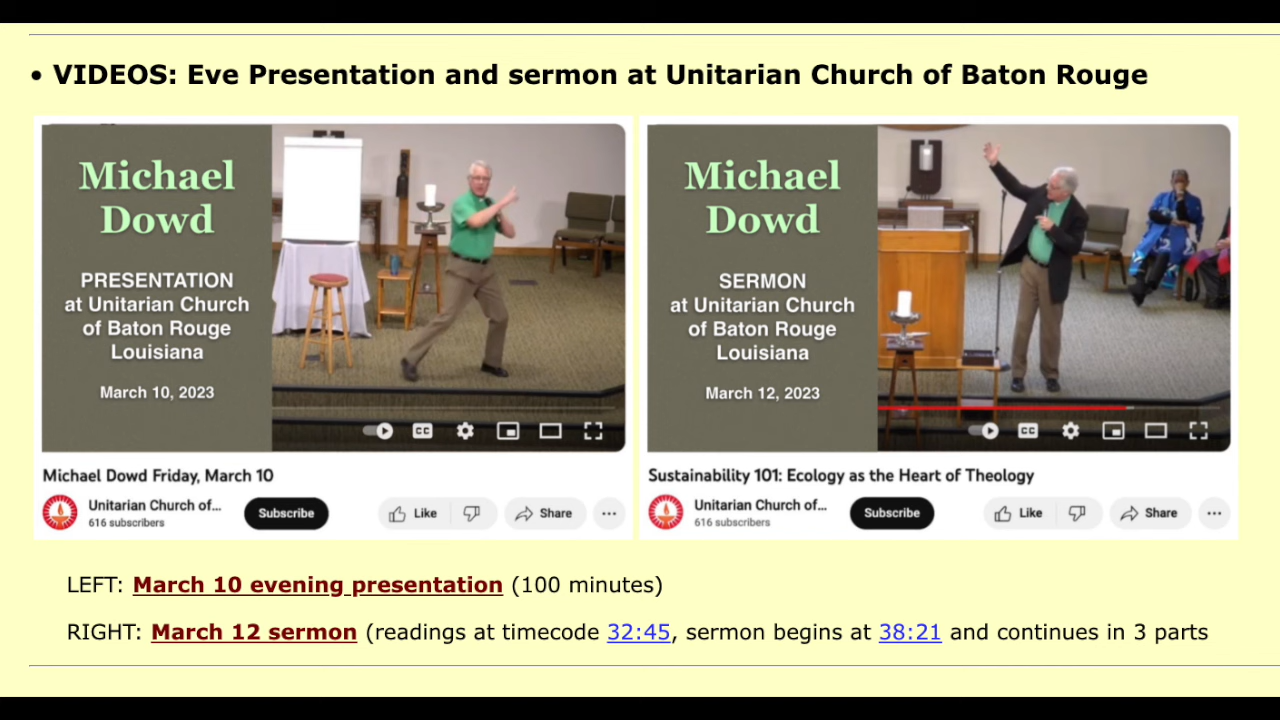 • VIDEOS: Eve Presentation and sermon at Unitarian Church of Baton Rouge
Michael
Dowd
PRESENTATION
at Unitarian Church
of Baton Rouge
Louisiana
March 10, 2023
CC
Michael Dowd Friday, March 10
Unitarian Church of...
616 subscribers
Subscribe
Like
Share
Michael
Dowd
SERMON
at Unitarian Church
of Baton Rouge
Louisiana
March 12, 2023
CC
Sustainability 101: Ecology as the Heart of Theology
Unitarian Church of...
616 subscribers
Subscribe
Like
Share
LEFT: March 10 evening presentation (100 minutes)
RIGHT: March 12 sermon (readings at timecode 32:45, sermon begins at 38:21 and continues in 3 parts